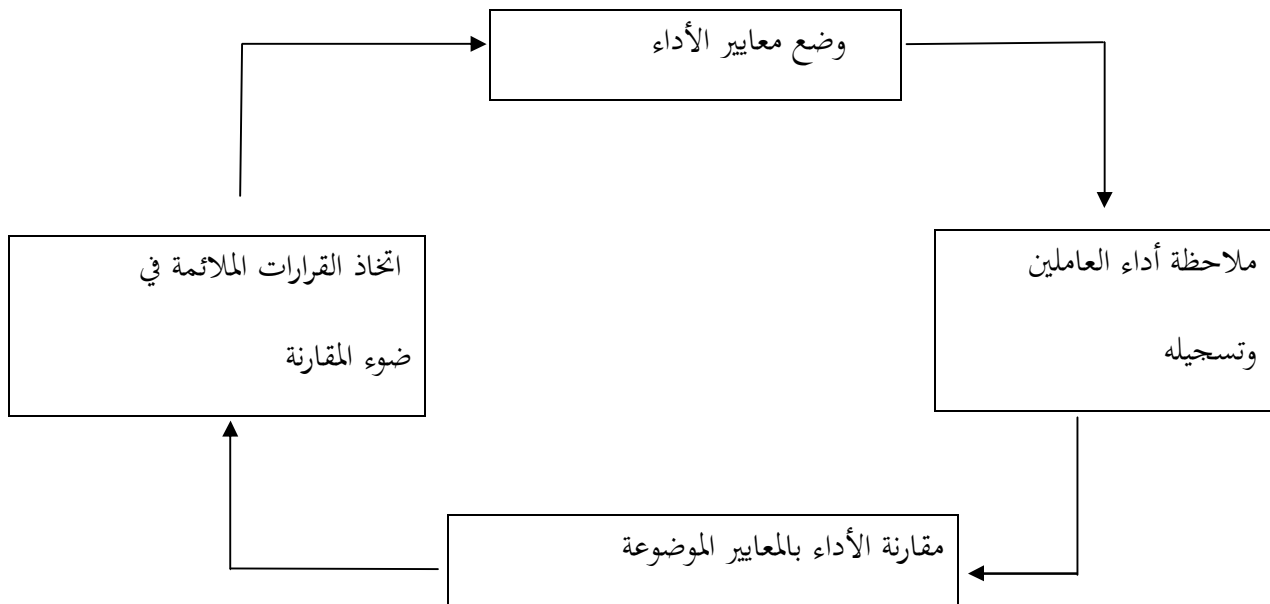 وضع معايير الأداء
ملاحظة أداء العاملين
وتسجيله
اتخاذ القرارات الملائمة في
ضوء المقارنة
مقارنة الأداء بالمعايير الموضوعة